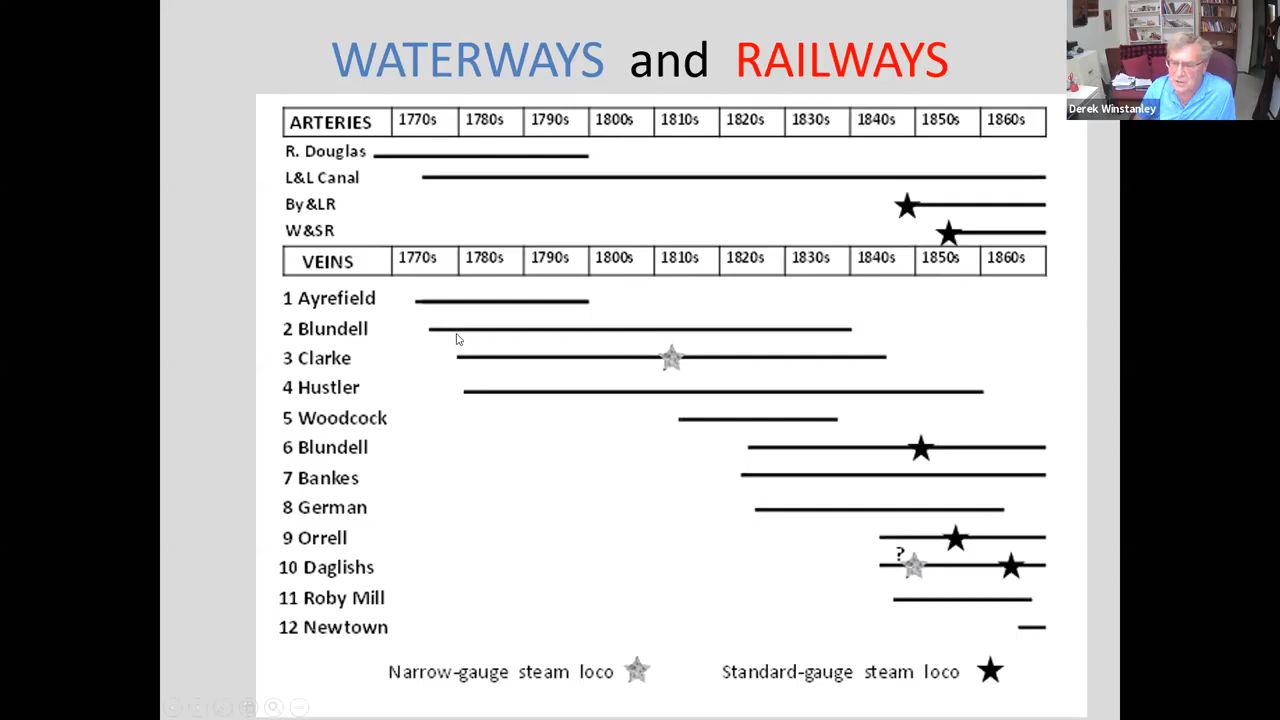 WATERWAYS and RAILWAYS
Derek Winstanley
ARTERIES 1770s 1780s 1790s 1800s 1810s 1820s 1830s 1840s 1850s 1860s
R. Douglas
L&L Canal
By&LR
W&SR
VEINS 1770s 1780s 1790s 1800s 1810s 1820s 1830s 1840s 1850s 1860s
1 Ayrefield
2 Blundell
3 Clarke
4 Hustler
5 Woodcock
6 Blundell
7 Bankes
8 German
9 Orrell
?
10 Daglishs
11 Roby Mill
12 Newtown
Narrow-gauge steam loco
Standard-gauge steam loco